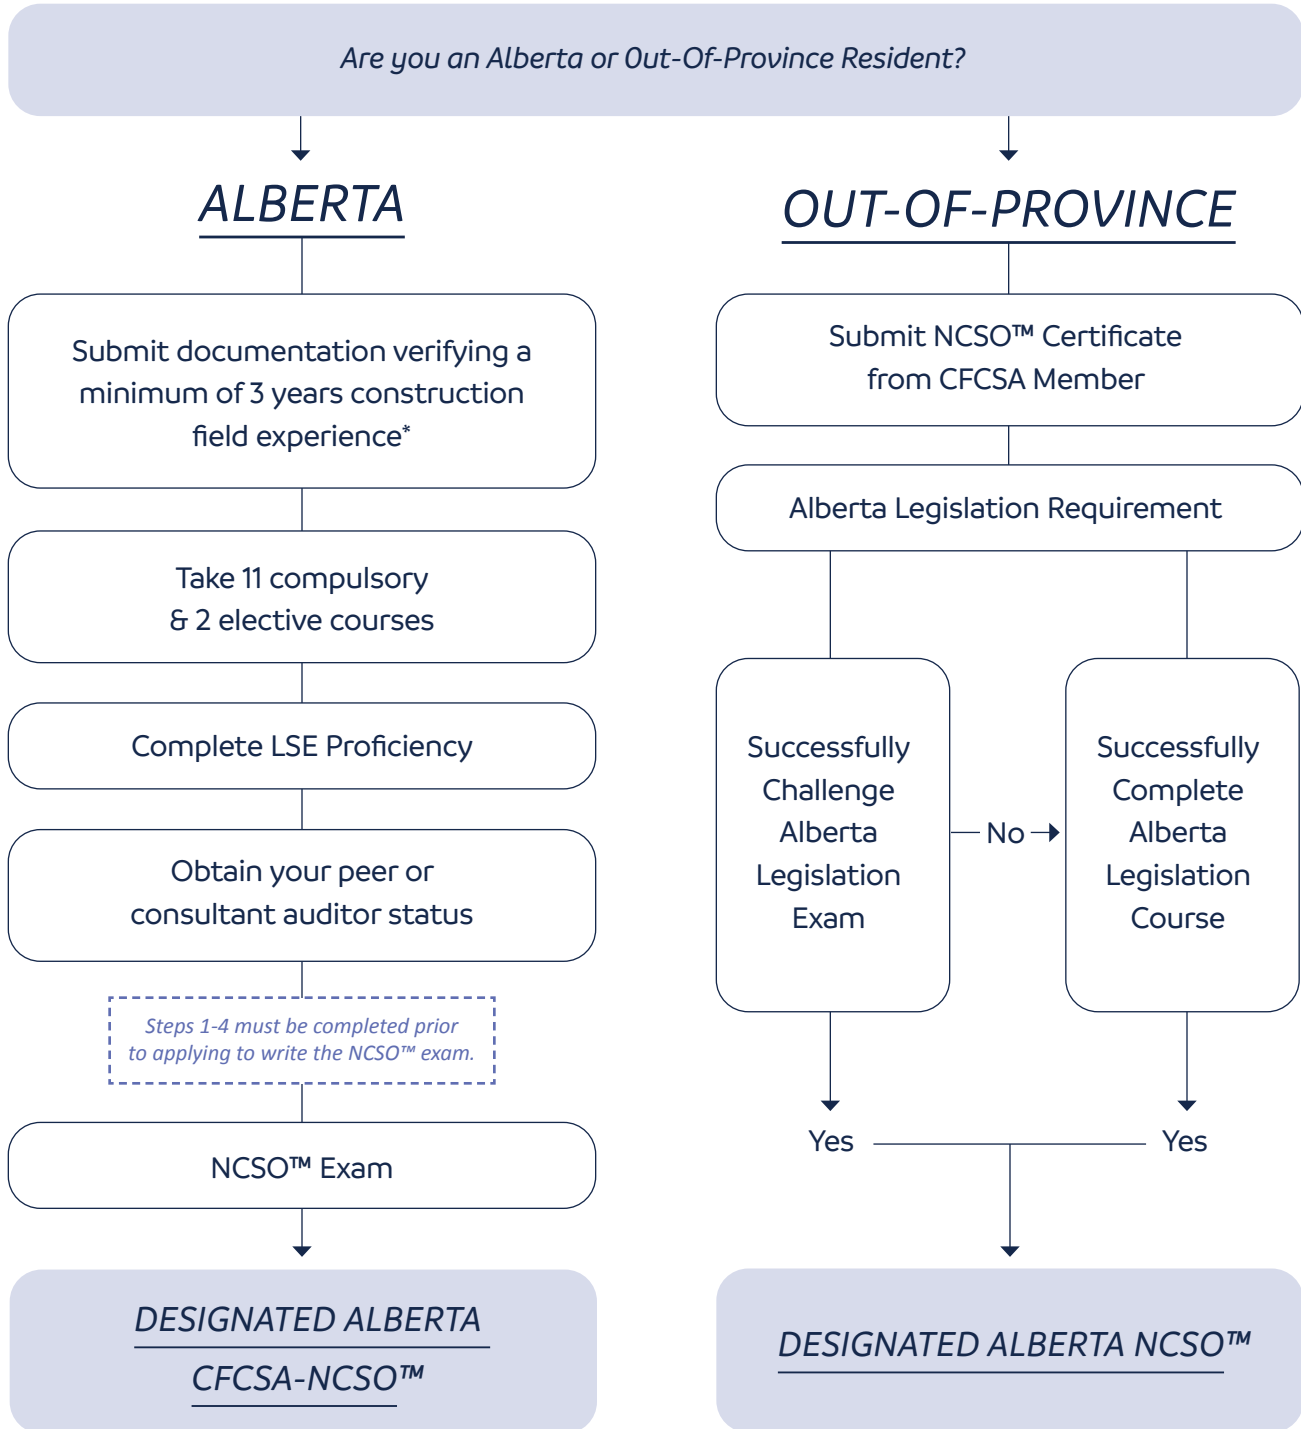 Are you an Alberta or Out-Of-Province Resident?
ALBERTA
Submit documentation verifying a
minimum of 3 years construction
field experience*
Take 11 compulsory
& 2 elective courses
Complete LSE Proficiency
Obtain your peer or
consultant auditor status
Steps 1-4 must be completed prior
to applying to write the NCSO™ exam.
NCSO™ Exam
DESIGNATED ALBERTA
CFCSA-NCSO™
OUT-OF-PROVINCE
Submit NCSO™ Certificate
from CFCSA Member
Alberta Legislation Requirement
Successfully
Challenge
Alberta
Legislation
Exam
No
Successfully
Complete
Alberta
Legislation
Course
Yes
Yes
DESIGNATED ALBERTA NCSO™